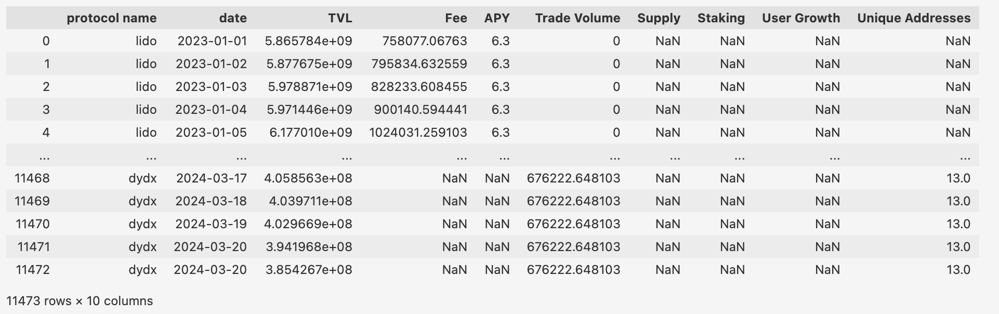 protocol name date TVL Fee APY Trade Volume Supply Staking User Growth Unique Addresses
0 lido 2023-01-01 5.865784e+09 758077.06763 6.3 0 NaN NaN NaN NaN
1 lido 2023-01-02 5.877675e+09 795834.632559 6.3 0 NaN NaN NaN NaN
2 lido 2023-01-03 5.978871e+09 828233.608455 6.3 0 NaN NaN NaN NaN
3 lido 2023-01-04 5.971446e+09 900140.594441 6.3 0 NaN NaN NaN NaN
4 lido 2023-01-05 6.177010e+09 1024031.259103 6.3 0 NaN NaN NaN NaN
... ... ... ... ... ... ... ... ... ... ...
11468 dydx 2024-03-17 4.058563e+08 NaN NaN 676222.648103 NaN NaN NaN 13.0
11469 dydx 2024-03-18 4.039711e+08 NaN NaN 676222.648103 NaN NaN NaN 13.0
11470 dydx 2024-03-19 4.029669e+08 NaN NaN 676222.648103 NaN NaN NaN 13.0
11471 dydx 2024-03-20 3.941968e+08 NaN NaN 676222.648103 NaN NaN NaN 13.0
11472 dydx 2024-03-20 3.854267e+08 NaN NaN 676222.648103 NaN NaN NaN 13.0
11473 rows × 10 columns